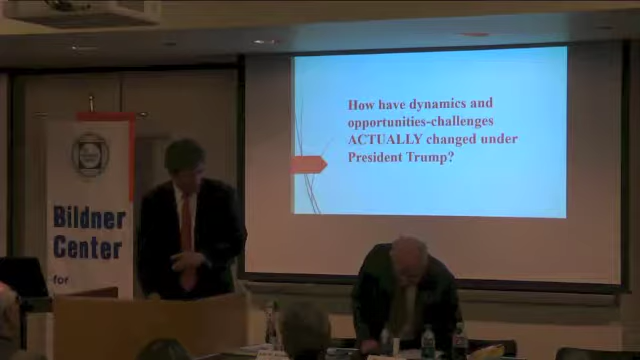 How have dynamics and
opportunities-challenges
ACTUALLY changed under
President Trump?
Bildner
Center
for